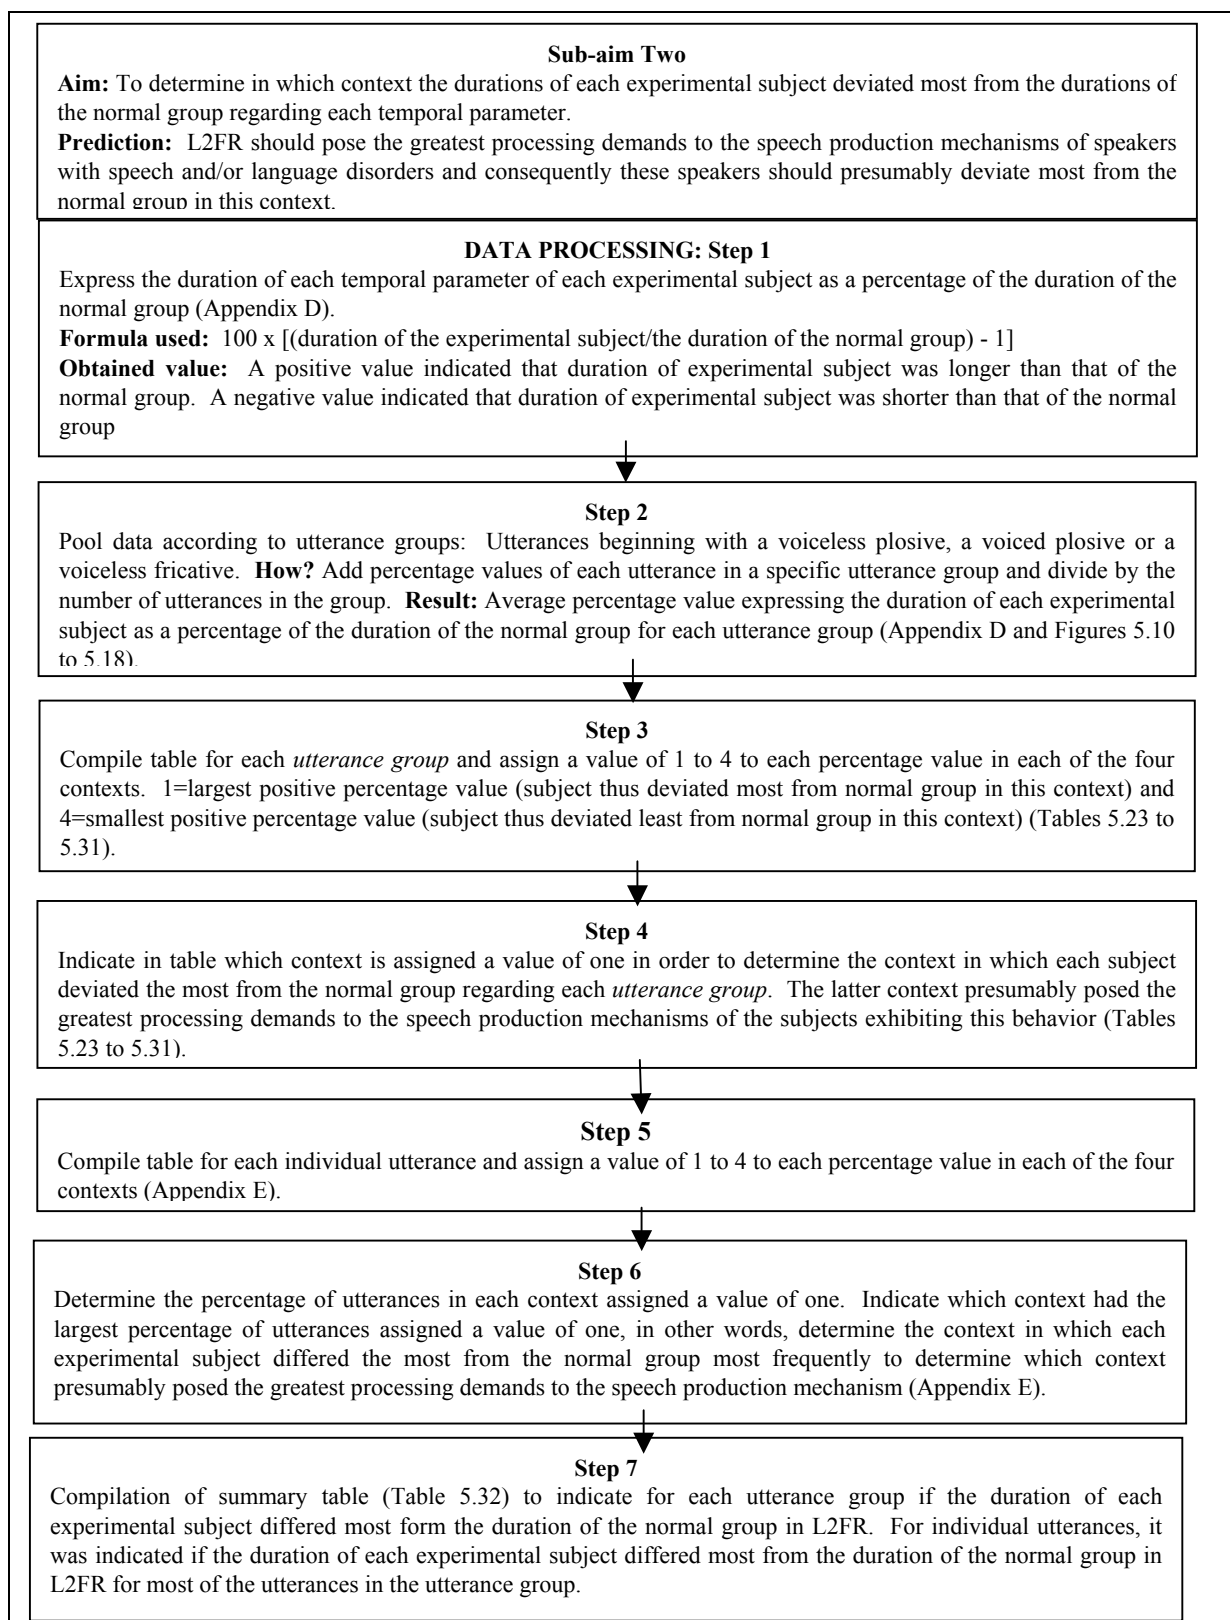 Sub-aim Two
Aim: To determine in which context the durations of each experimental subject deviated most from the durations of
the normal group regarding each temporal parameter.
Prediction: L2FR should pose the greatest processing demands to the speech production mechanisms of speakers
with speech and/or language disorders and consequently these speakers should presumably deviate most from the
normal group in this context.
DATA PROCESSING: Step 1
Express the duration of each temporal parameter of each experimental subject as a percentage of the duration of the
normal group (Appendix D).
Formula used: 100 x [(duration of the experimental subject/the duration of the normal group) - 1]
Obtained value: A positive value indicated that duration of experimental subject was longer than that of the
normal group. A negative value indicated that duration of experimental subject was shorter than that of the normal
group
Step 2
Pool data according to utterance groups: Utterances beginning with a voiceless plosive, a voiced plosive or a
voiceless fricative. How? Add percentage values of each utterance in a specific utterance group and divide by the
number of utterances in the group. Result: Average percentage value expressing the duration of each experimental
subject as a percentage of the duration of the normal group for each utterance group (Appendix D and Figures 5.10
to 5.18).
Step 3
Compile table for each utterance group and assign a value of 1 to 4 to each percentage value in each of the four
contexts. 1=largest positive percentage value (subject thus deviated most from normal group in this context) and
4=smallest positive percentage value (subject thus deviated least from normal group in this context) (Tables 5.23 to
5.31).
Step 4
Indicate in table which context is assigned a value of one in order to determine the context in which each subject
deviated the most from the normal group regarding each utterance group. The latter context presumably posed the
greatest processing demands to the speech production mechanisms of the subjects exhibiting this behavior (Tables
5.23 to 5.31).
Step 5
Compile table for each individual utterance and assign a value of 1 to 4 to each percentage value in each of the four
contexts (Appendix E).
Step 6
Determine the percentage of utterances in each context assigned a value of one. Indicate which context had the
largest percentage of utterances assigned a value of one, in other words, determine the context in which each
experimental subject differed the most from the normal group most frequently to determine which context
presumably posed the greatest processing demands to the speech production mechanism (Appendix E).
Step 7
Compilation of summary table (Table 5.32) to indicate for each utterance group if the duration of each
experimental subject differed most form the duration of the normal group in L2FR. For individual utterances, it
was indicated if the duration of each experimental subject differed most from the duration of the normal group in
L2FR for most of the utterances in the utterance group.